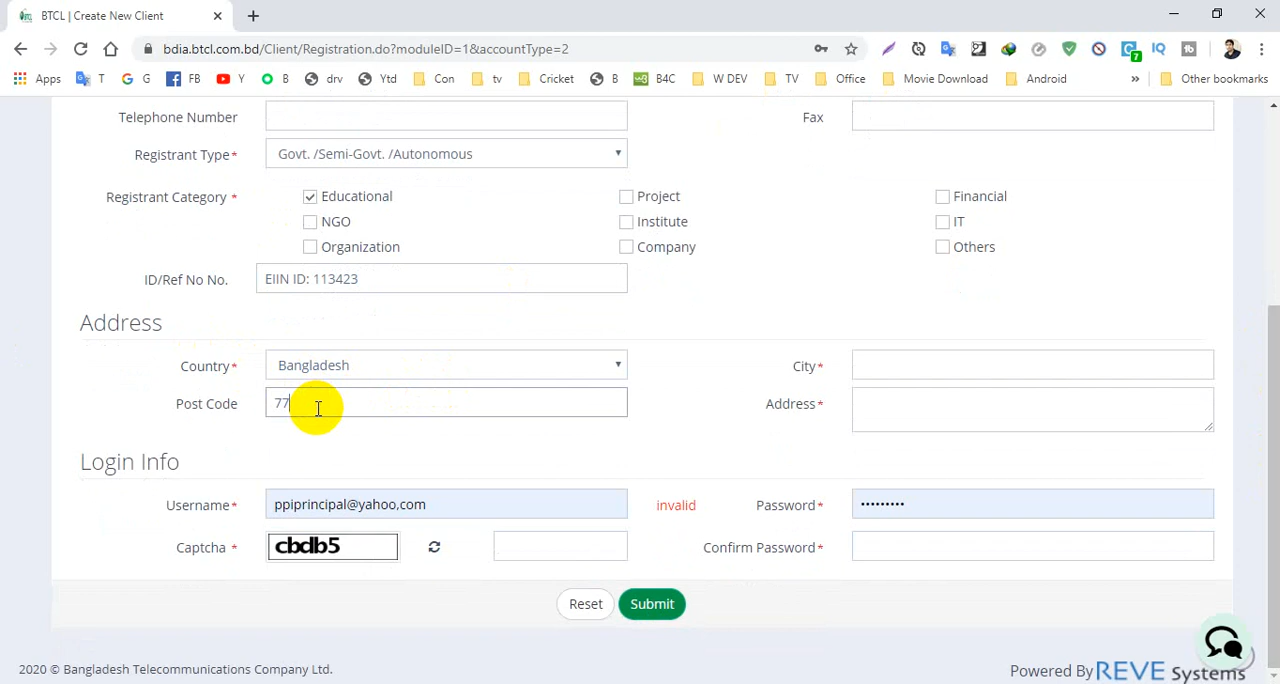 BTCL | Create New Client
bdia.btcl.com.bd/Client/Registration.do?moduleID=1&accountType=2
Apps T G FB Y B drv Ytd Con tv Cricket B B4C W DEV TV Office Movie Download Android » Other bookmarks
Telephone Number Fax
Registrant Type* Govt. /Semi-Govt. /Autonomous
Registrant Category * Educational Project Financial
NGO Institute IT
Organization Company Others
ID/Ref No No. EIIN ID: 113423
Address
Country* Bangladesh City*
Post Code 77 Address*
Login Info
Username* ppiprincipal@yahoo.com invalid Password* •••••••••
Captcha * cbdb5 Confirm Password*
Reset Submit
2020 © Bangladesh Telecommunications Company Ltd. Powered By REVE Systems